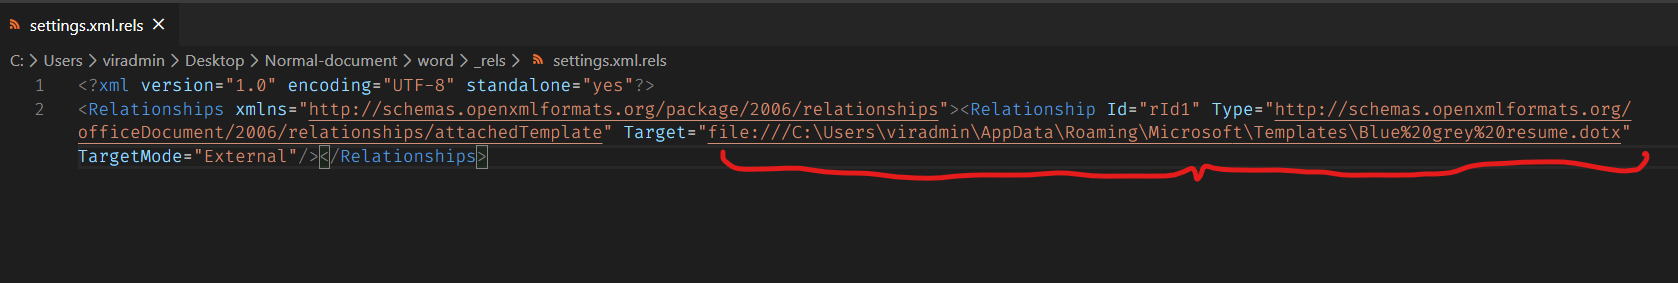 settings.xml.rels
C: > Users > viradmin > Desktop > Normal-document > word > _rels > settings.xml.rels
1 <?xml version="1.0" encoding="UTF-8" standalone="yes"?>
2 <Relationships xmlns="http://schemas.openxmlformats.org/package/2006/relationships"><Relationship Id="rId1" Type="http://schemas.openxmlformats.org/
officeDocument/2006/relationships/attachedTemplate" Target="file:///C:\Users\viradmin\AppData\Roaming\Microsoft\Templates\Blue%20grey%20resume.dotx"
TargetMode="External"/></Relationships>